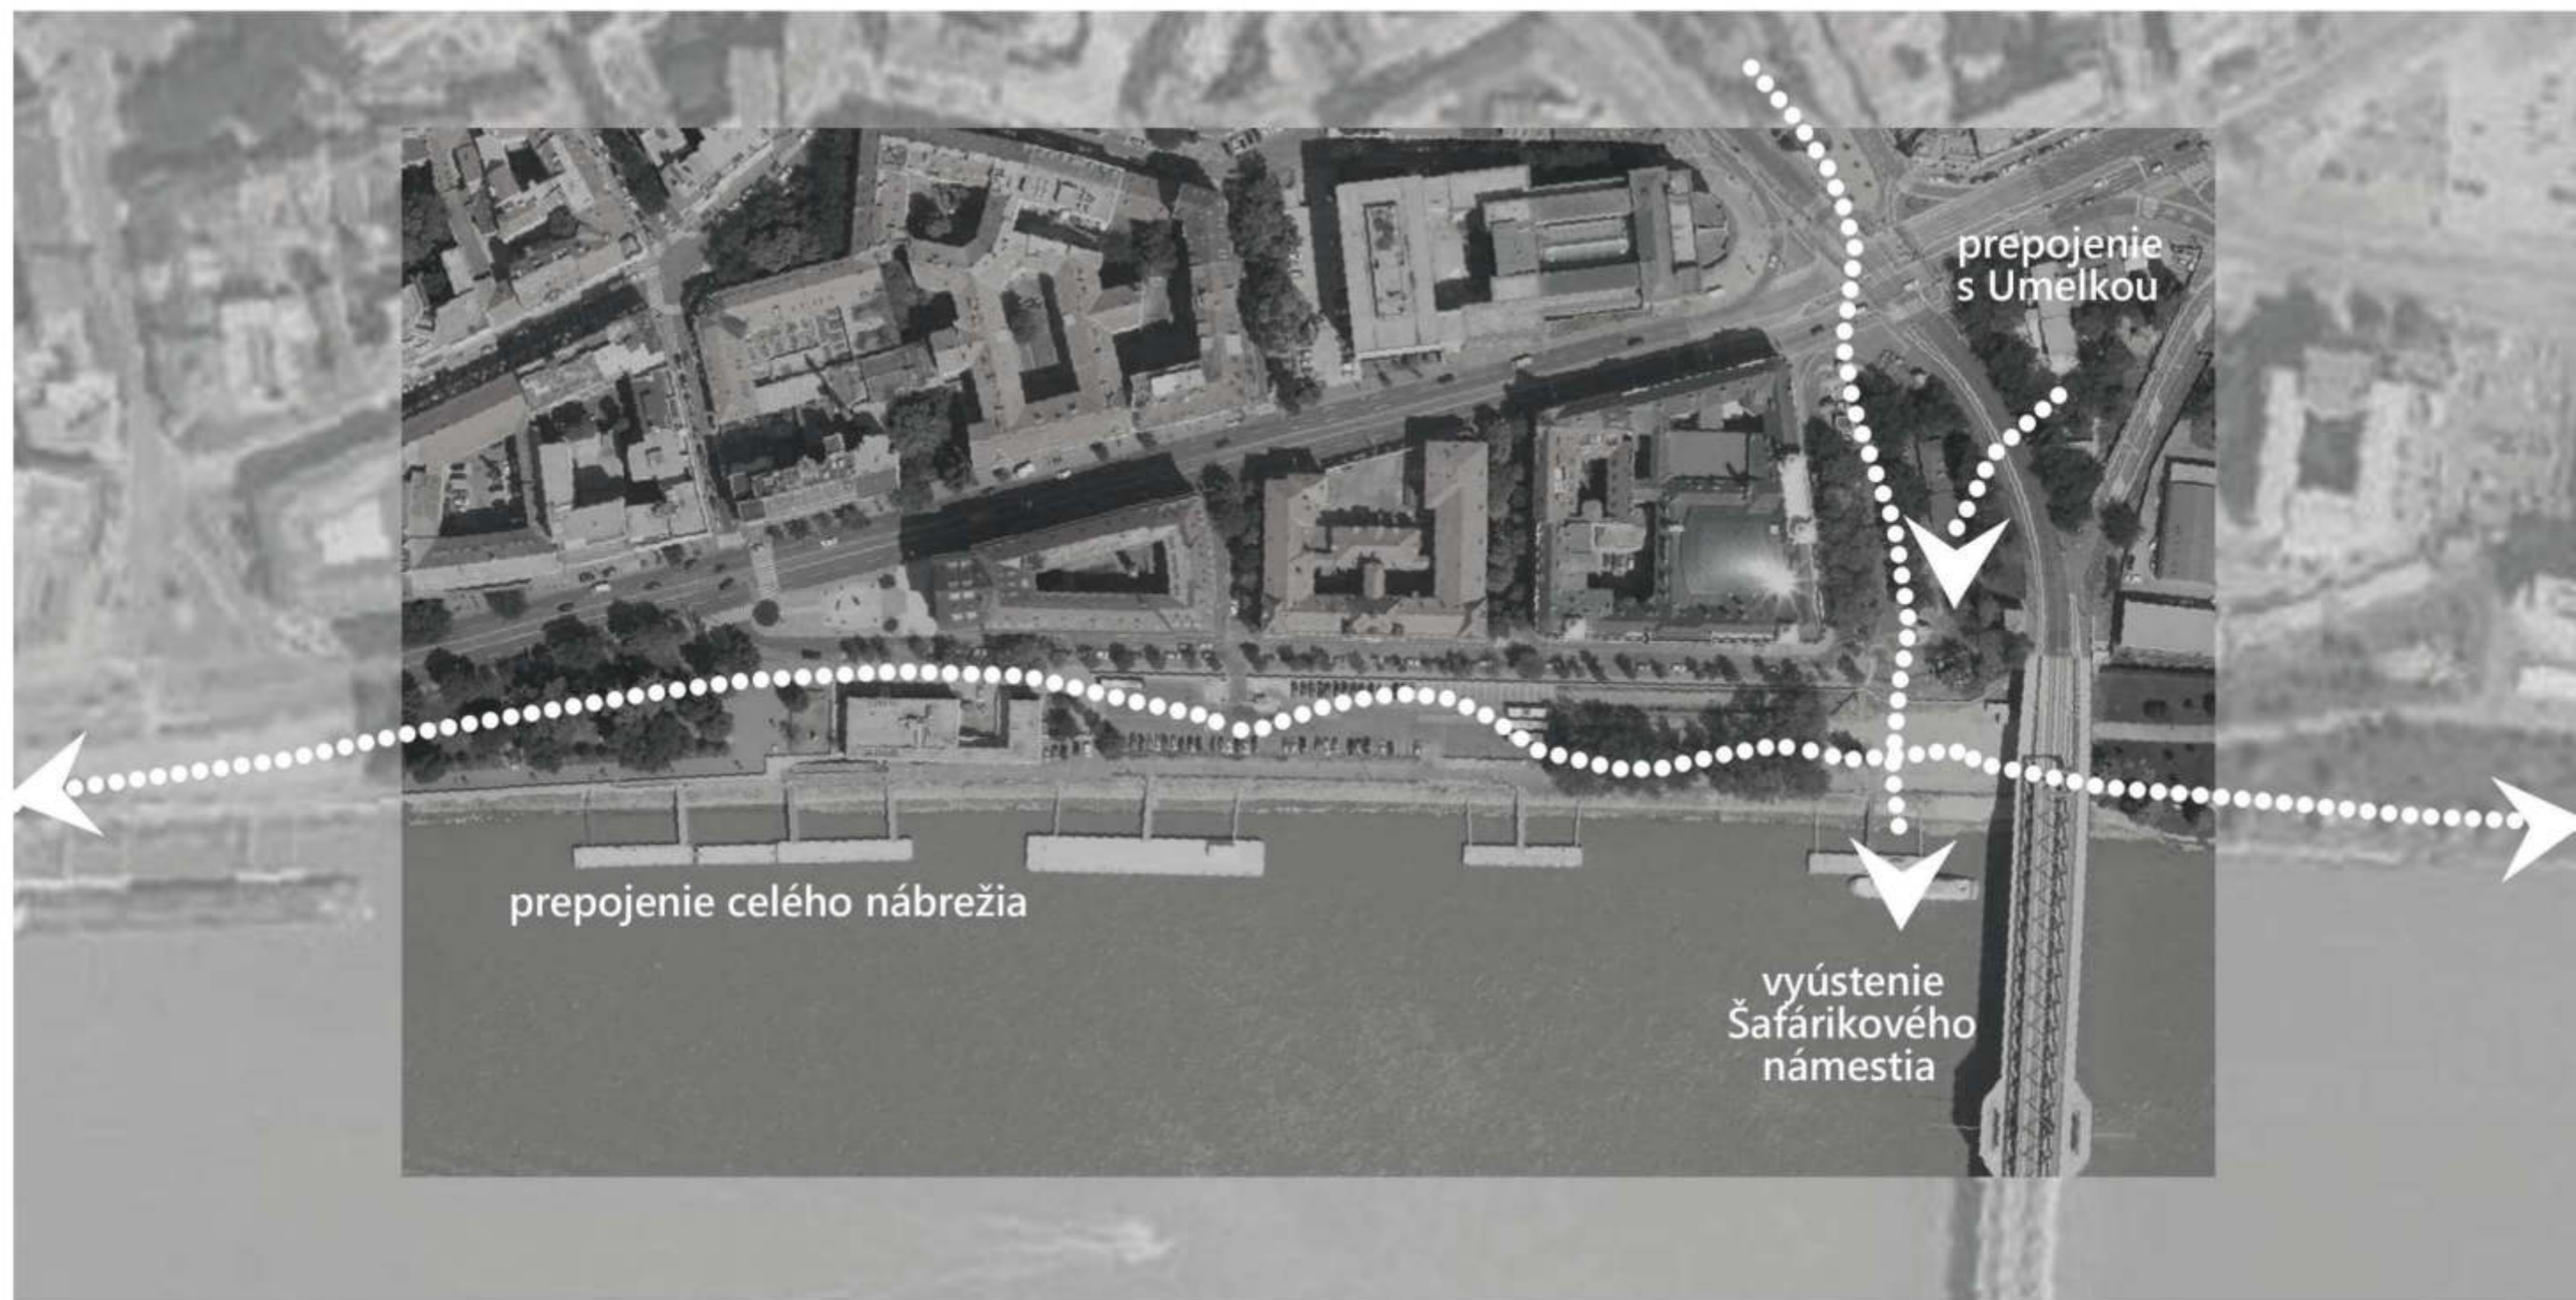 prepojenie
s Umelkou
prepojenie celého nábrežia
vyústenie
Šafárikového
námestia